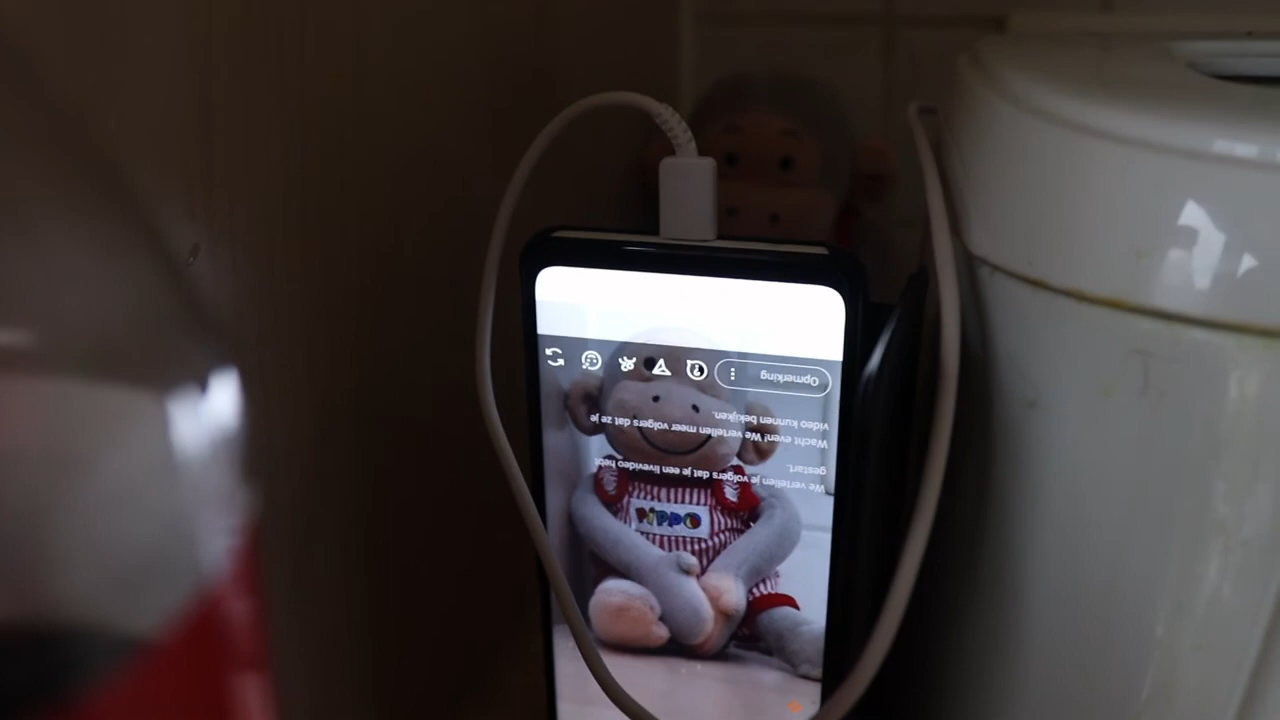 We vertellen je volgers dat je een livevideo hebt
gestart.
Wacht even! We vertellen meer volgers dat ze je
video kunnen bekijken.
Opmerking
PIPPO